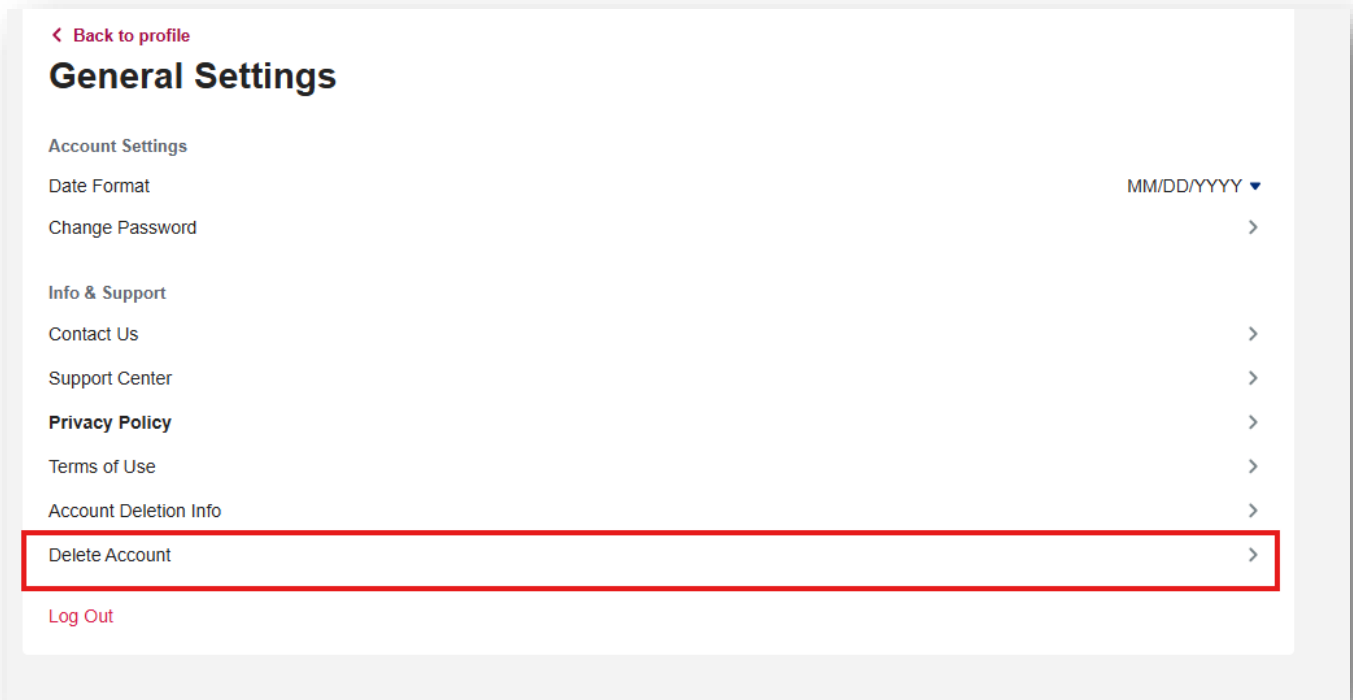 Back to profile
General Settings
Account Settings
Date Format MM/DD/YYYY
Change Password
Info & Support
Contact Us
Support Center
Privacy Policy
Terms of Use
Account Deletion Info
Delete Account
Log Out